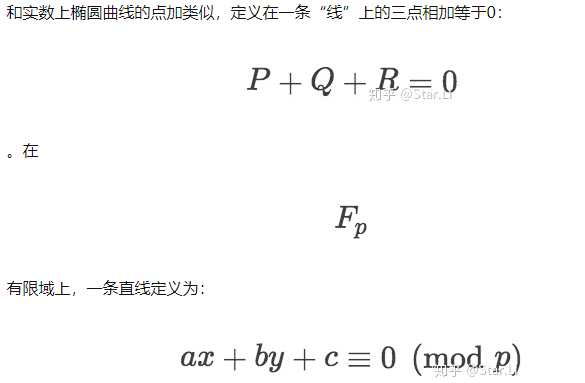 和实数上椭圆曲线的点加类似，定义在一条“线”上的三点相加等于0：
P + Q + R = 0
知乎 @Star.Li
。在
F_p
有限域上，一条直线定义为：
ax + by + c ≡ 0 (mod p)
知乎 @Star.Li